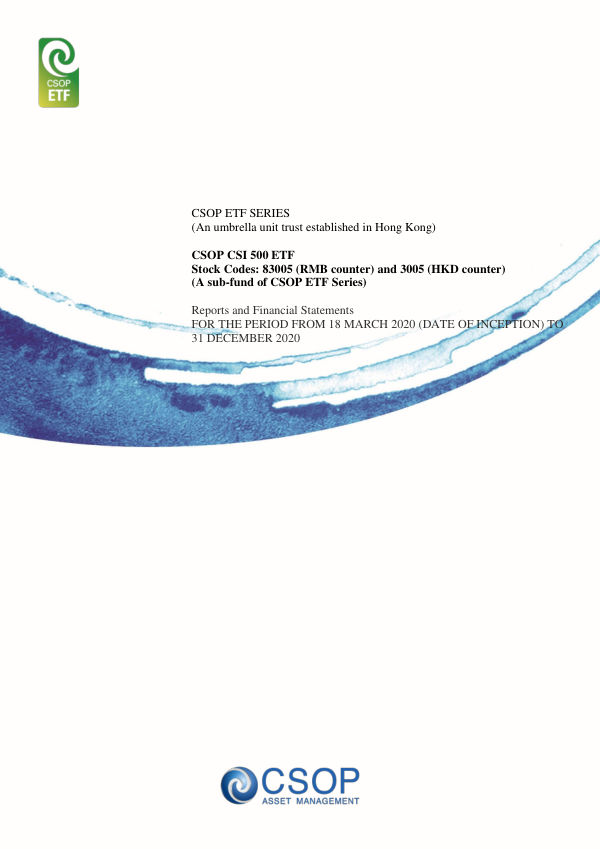 CSOP
ETF
CSOP ETF SERIES
(An umbrella unit trust established in Hong Kong)
CSOP CSI 500 ETF
Stock Codes: 83005 (RMB counter) and 3005 (HKD counter)
(A sub-fund of CSOP ETF Series)
Reports and Financial Statements
FOR THE PERIOD FROM 18 MARCH 2020 (DATE OF INCEPTION) TO
31 DECEMBER 2020
CSOP
ASSET MANAGEMENT